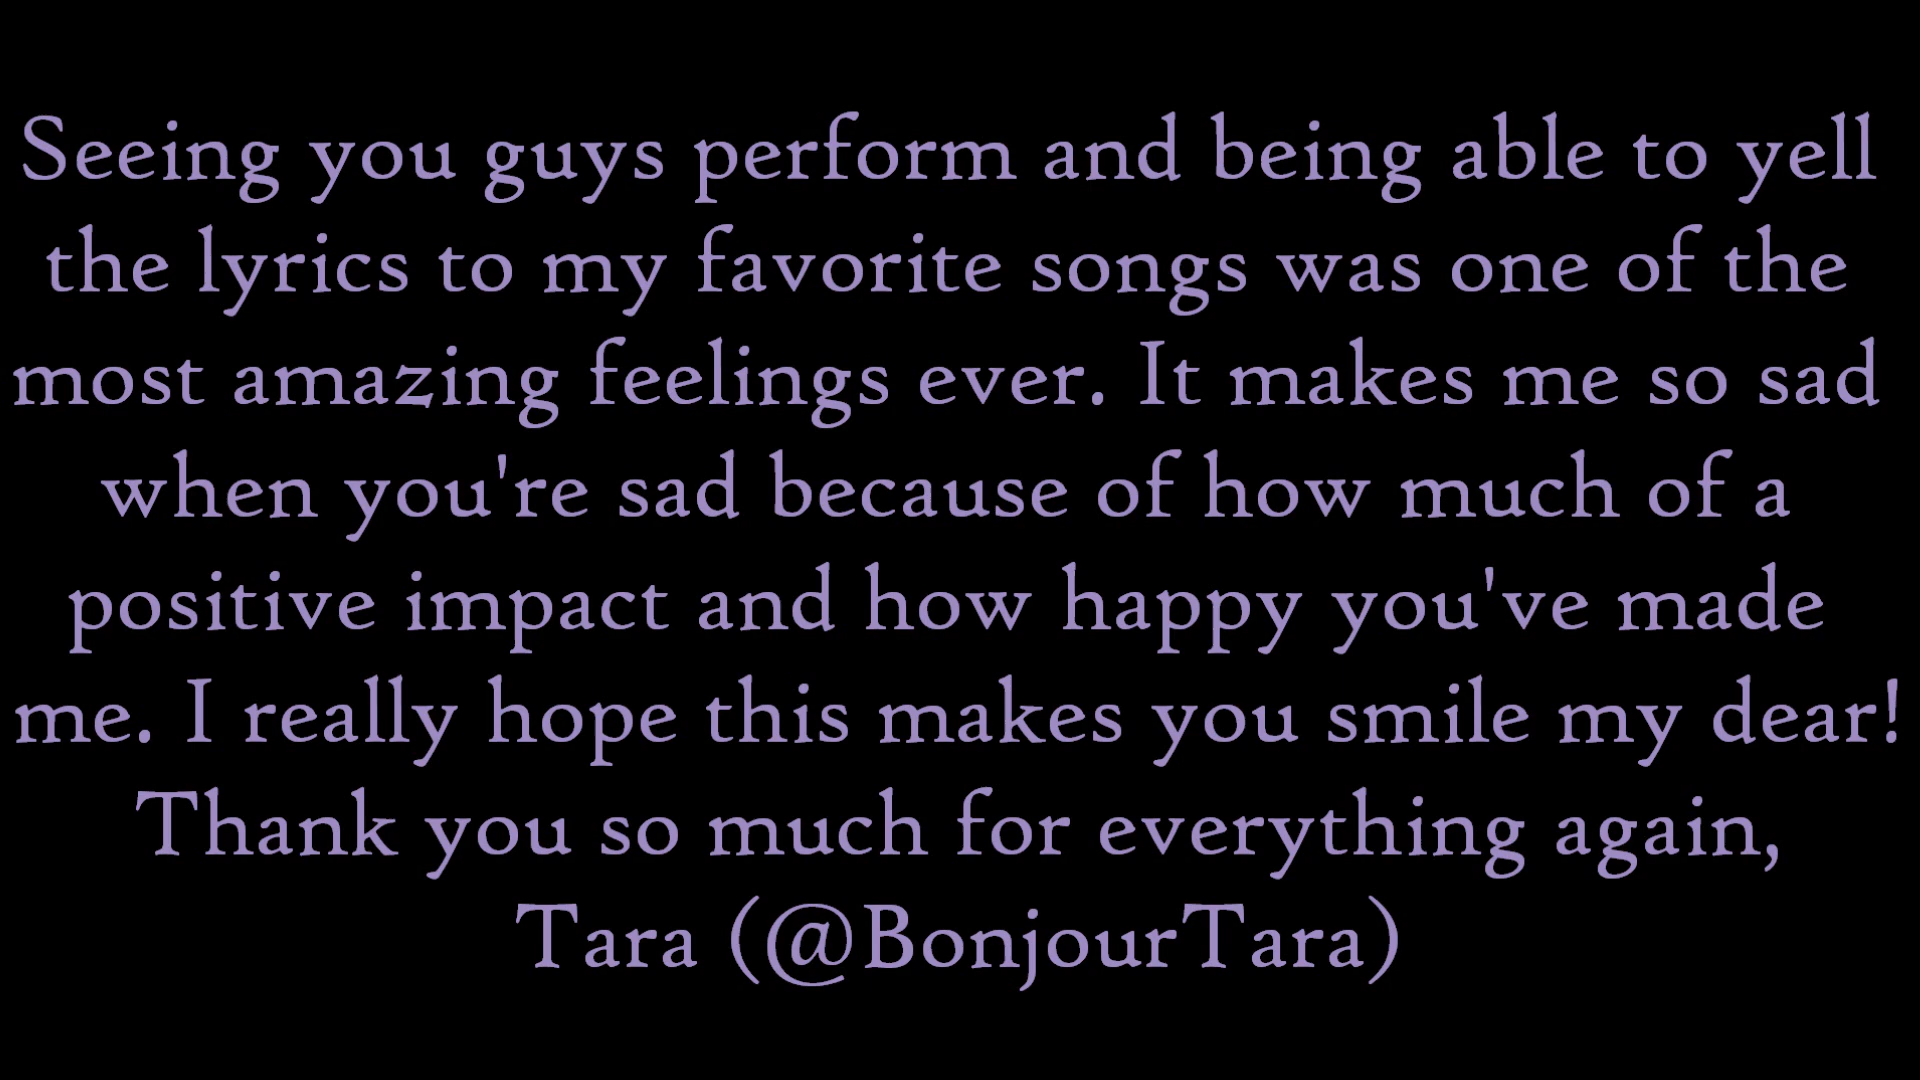 Seeing you guys perform and being able to yell
the lyrics to my favorite songs was one of the
most amazing feelings ever. It makes me so sad
when you're sad because of how much of a
positive impact and how happy you've made
me. I really hope this makes you smile my dear!
Thank you so much for everything again,
Tara (@BonjourTara)